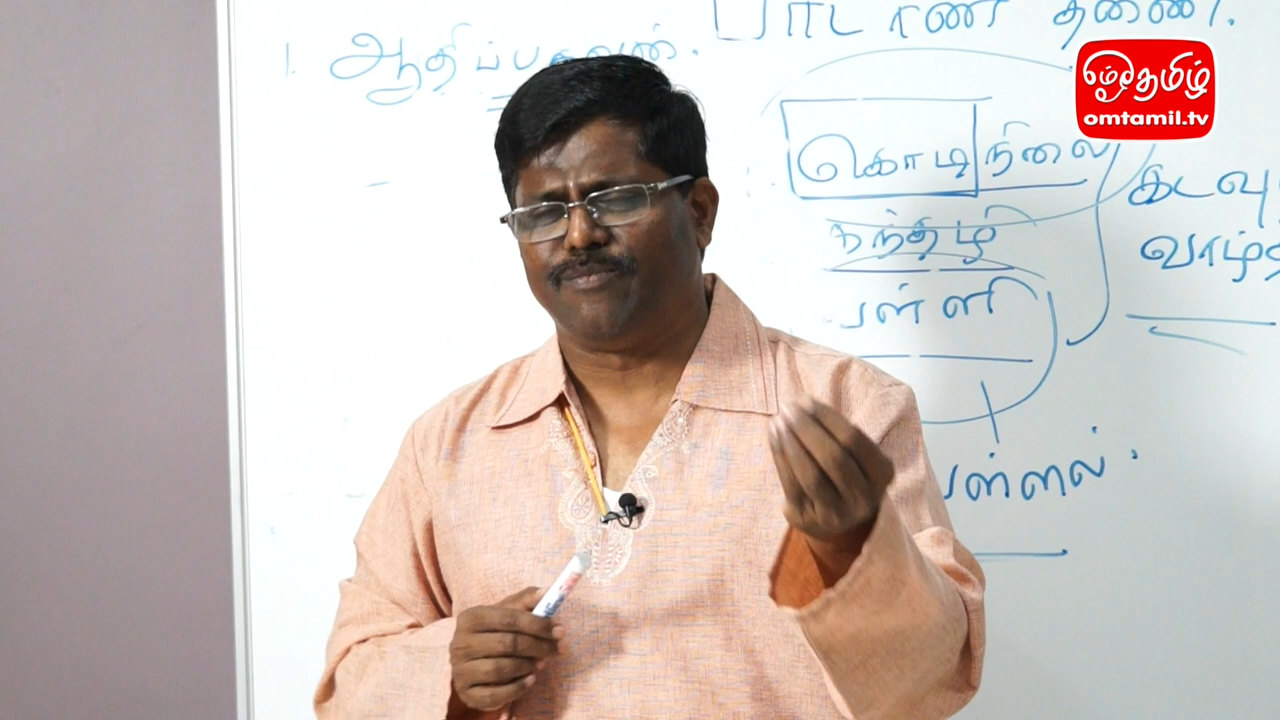 1. ஆதிப்பகவன்.
பாடாண் திணை.
ஓம்தமிழ்
omtamil.tv
கொடிநிலை
கந்தழி
வள்ளி
கடவு
வாழ்
வள்ளல்.